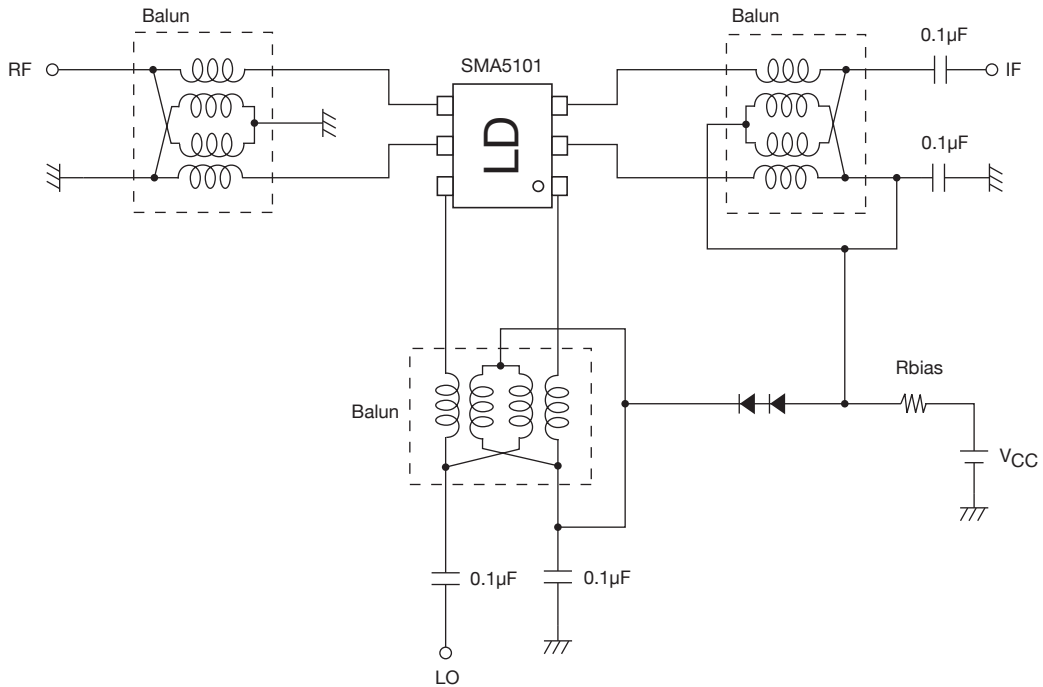 Balun
Balun
0.1µF
RF
SMA5101
IF
LD
0.1µF
Rbias
Balun
VCC
0.1µF
0.1µF
LO